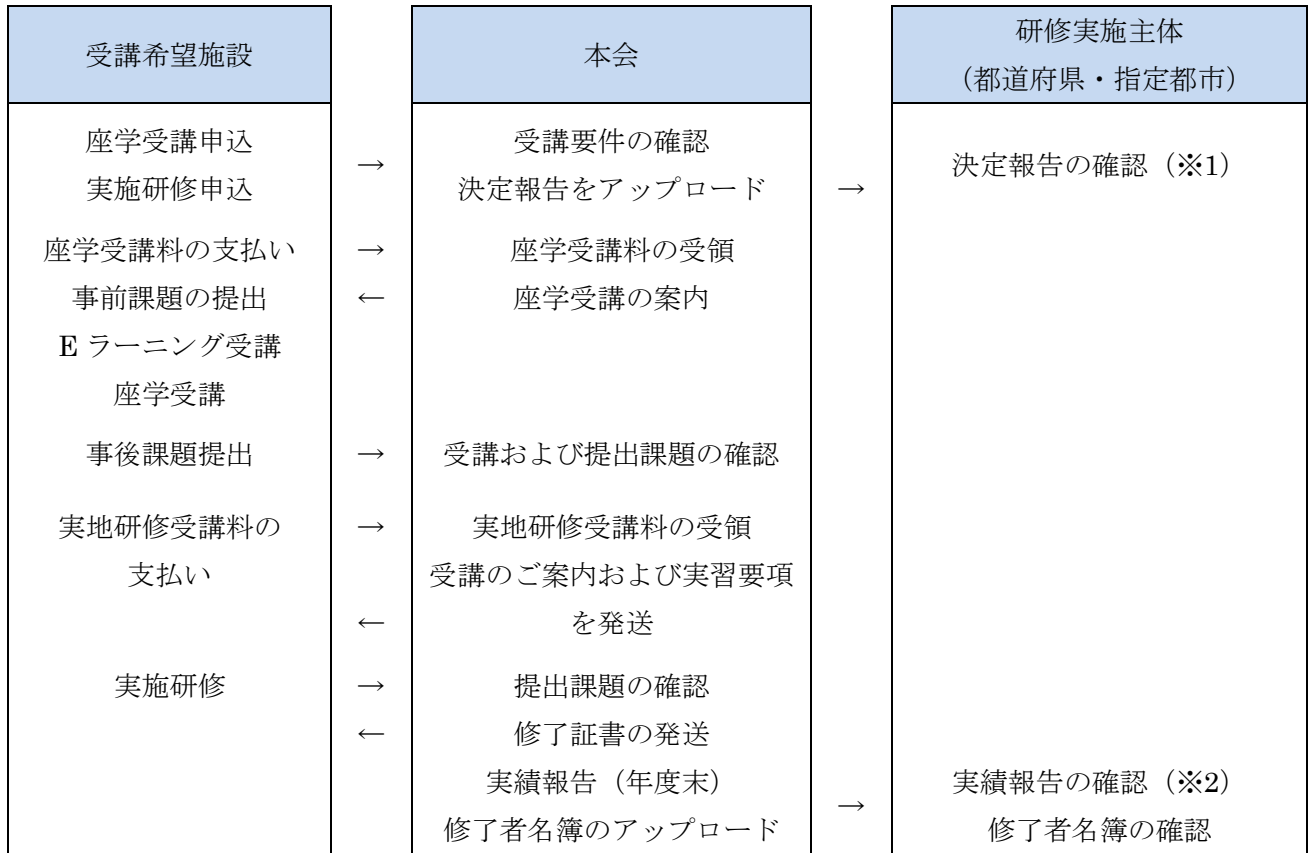 受講希望施設
本会
研修実施主体
（都道府県・指定都市）
座学受講申込
実施研修申込
→
受講要件の確認
決定報告をアップロード
→
決定報告の確認（※1）
座学受講料の支払い
→
座学受講料の受領
事前課題の提出
←
座学受講の案内
E ラーニング受講
座学受講
事後課題提出
→
受講および提出課題の確認
実地研修受講料の
支払い
→
実地研修受講料の受領
受講のご案内および実習要項
←
を発送
実施研修
→
提出課題の確認
←
修了証書の発送
実績報告（年度末）
修了者名簿のアップロード
→
実績報告の確認（※2）
修了者名簿の確認